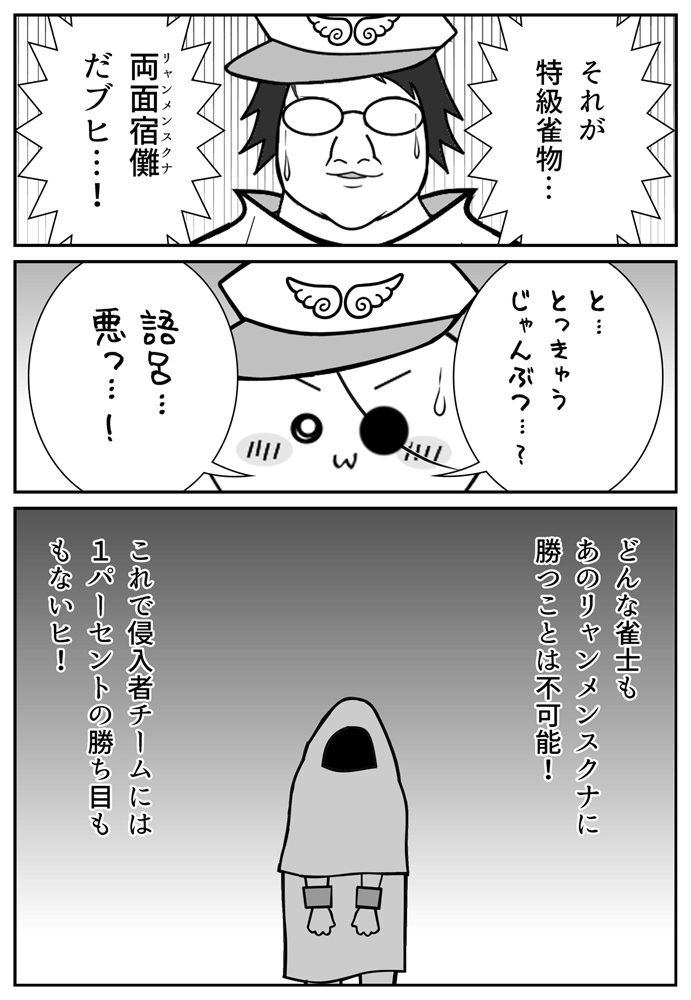 それが
特級雀物…
両面宿儺
リャンメンスクナ
だブヒ…！
と…
とっきゅう
じゃんぶつ…？
語呂…
悪っ…！
どんな雀士も
あのリャンメンスクナに
勝つことは不可能！
これで侵入者チームには
１パーセントの勝ち目も
もないヒ！